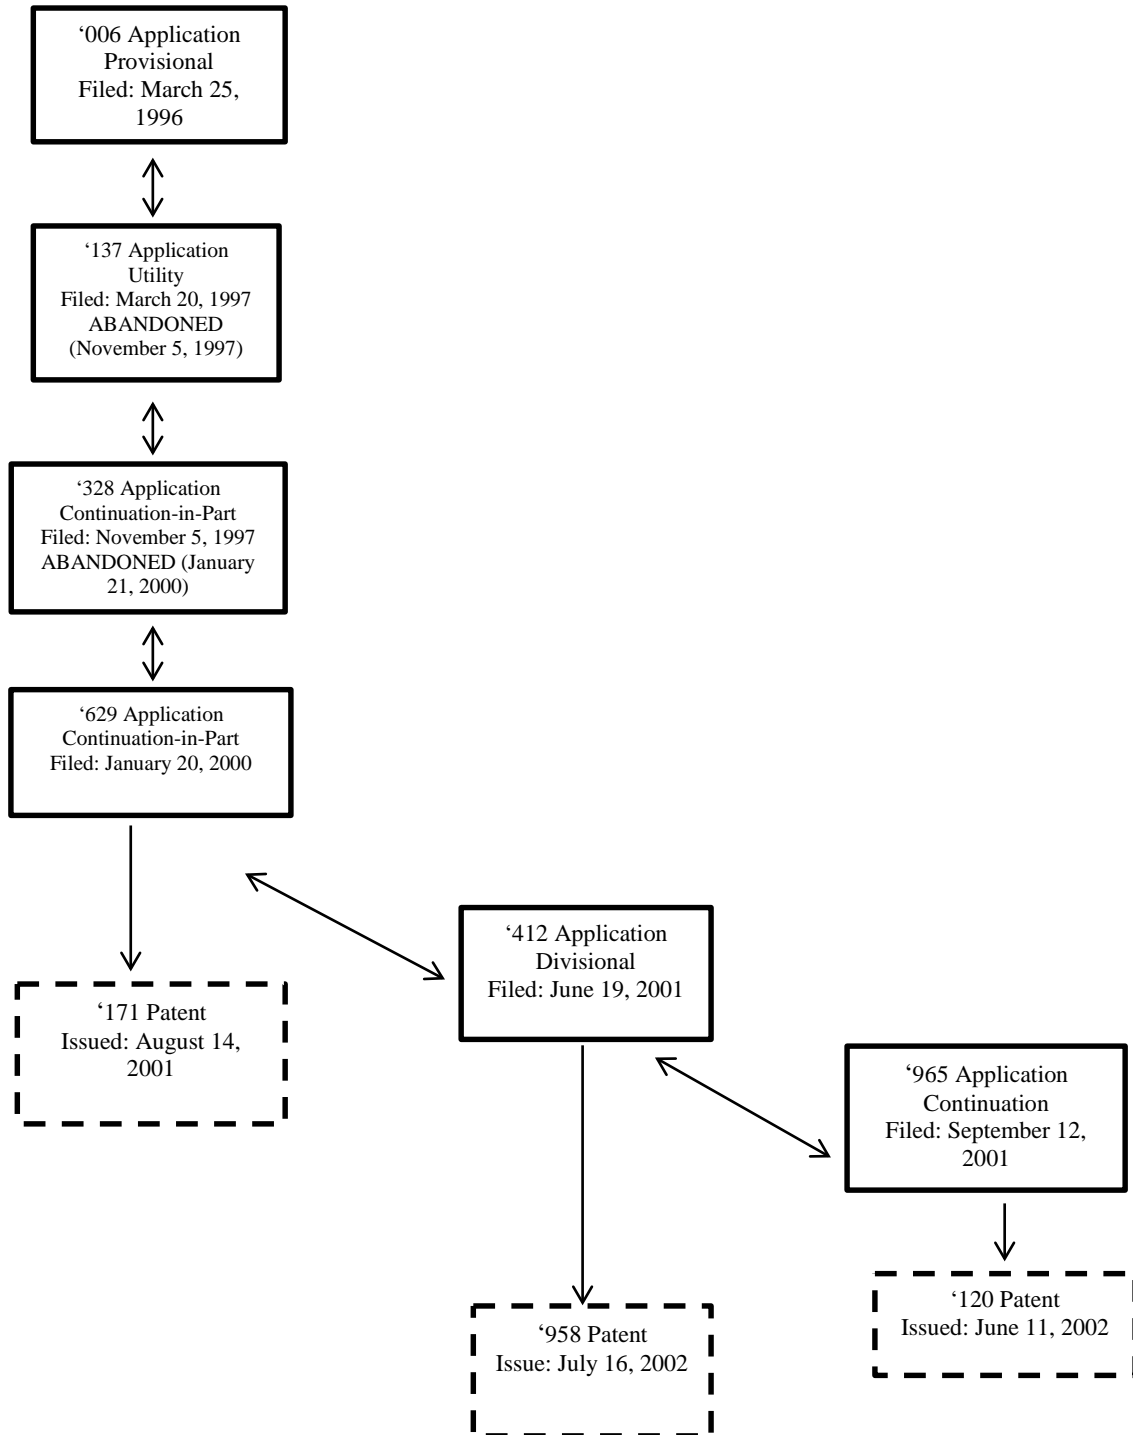 ‘006 Application
Provisional
Filed: March 25,
1996
‘137 Application
Utility
Filed: March 20, 1997
ABANDONED
(November 5, 1997)
‘328 Application
Continuation-in-Part
Filed: November 5, 1997
ABANDONED (January
21, 2000)
‘629 Application
Continuation-in-Part
Filed: January 20, 2000
‘412 Application
Divisional
Filed: June 19, 2001
‘171 Patent
Issued: August 14,
2001
‘965 Application
Continuation
Filed: September 12,
2001
‘958 Patent
Issue: July 16, 2002
‘120 Patent
Issued: June 11, 2002